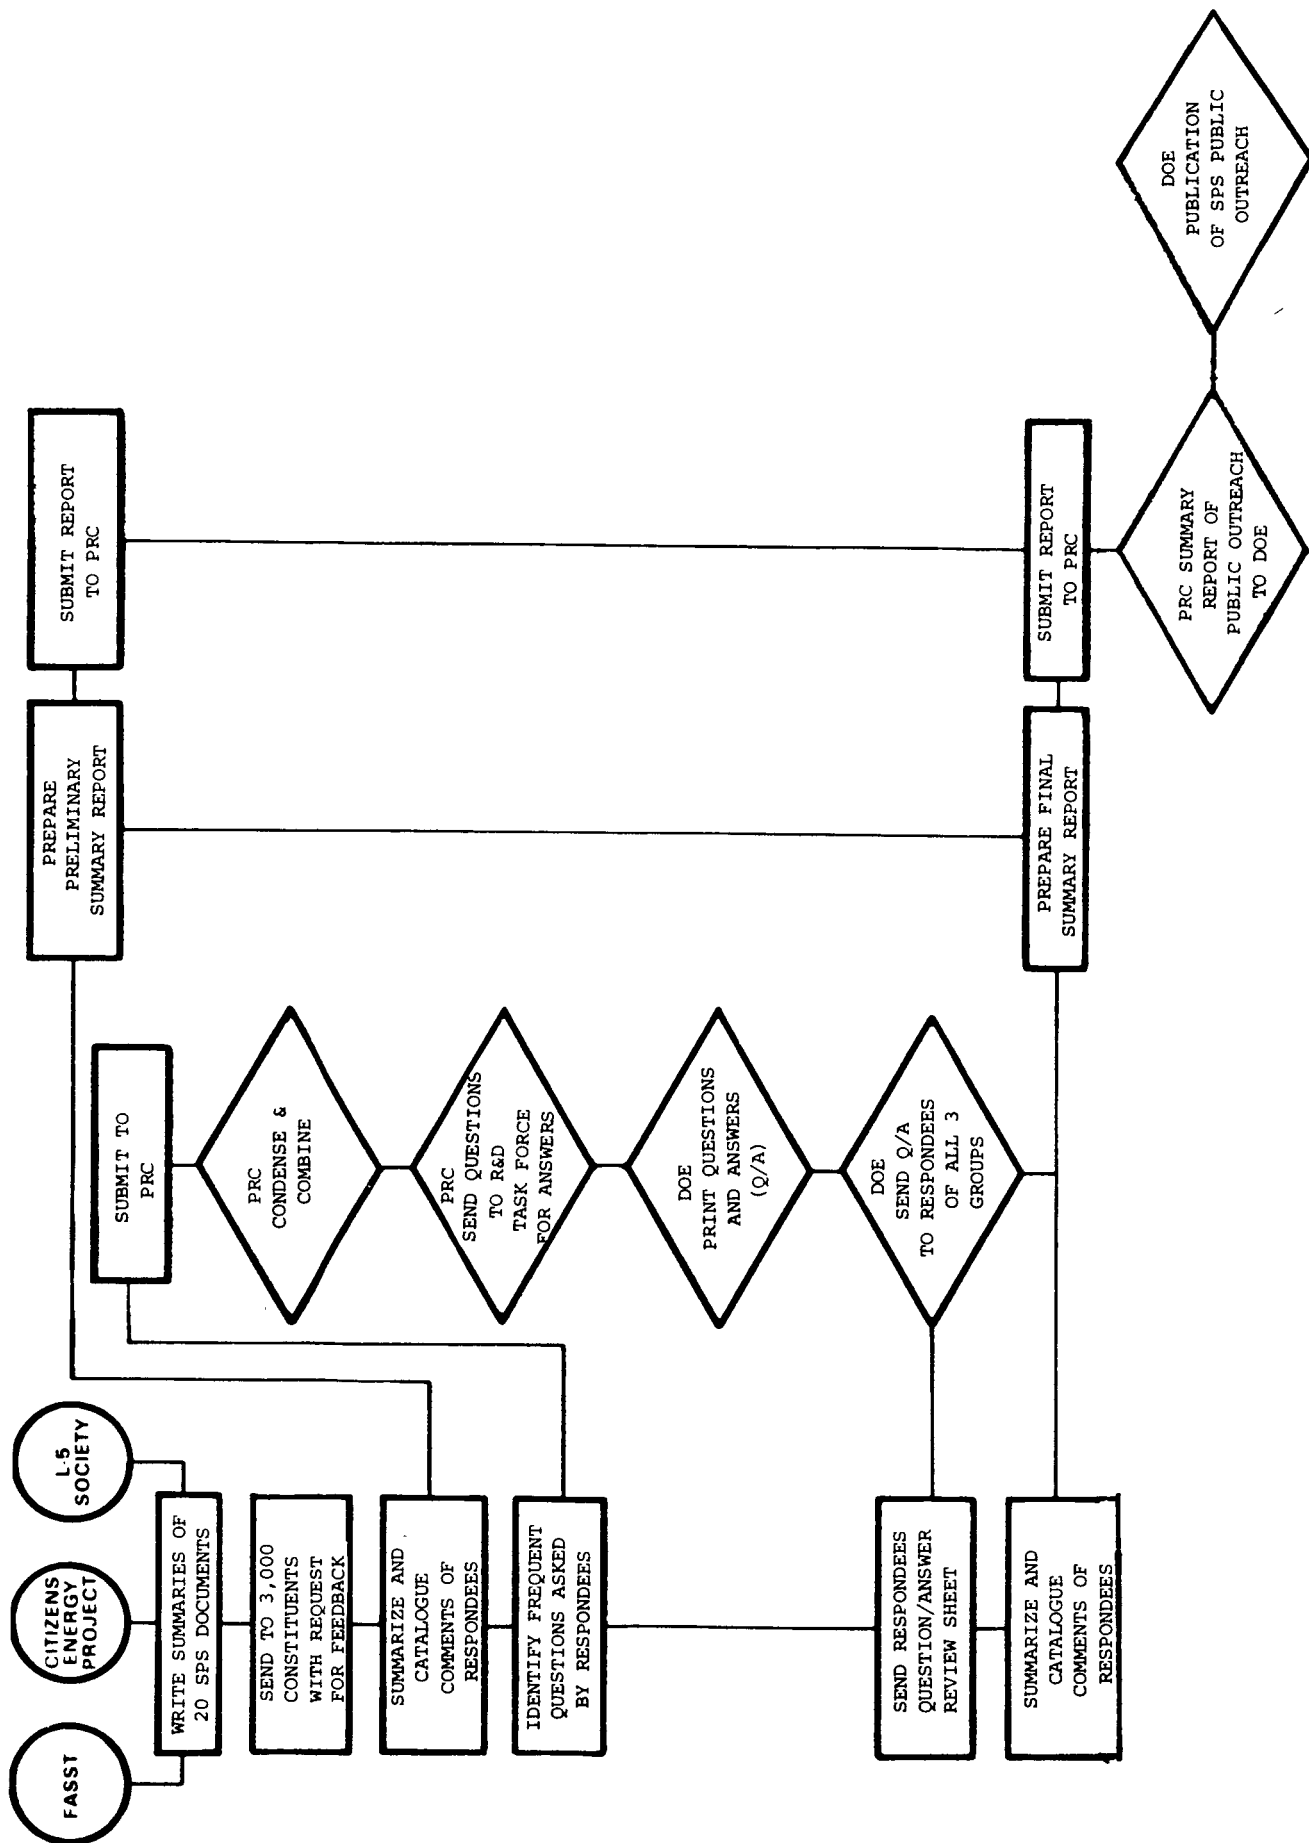 FASST
CITIZENS
ENERGY
PROJECT
L-5
SOCIETY
WRITE SUMMARIES OF
20 SPS DOCUMENTS
SEND TO 3,000
CONSTITUENTS
WITH REQUEST
FOR FEEDBACK
SUMMARIZE AND
CATALOGUE
COMMENTS OF
RESPONDEES
IDENTIFY FREQUENT
QUESTIONS ASKED
BY RESPONDEES
SEND RESPONDEES
QUESTION/ANSWER
REVIEW SHEET
SUMMARIZE AND
CATALOGUE
COMMENTS OF
RESPONDEES
SUBMIT TO
PRC
PRC
CONDENSE &
COMBINE
PRC
SEND QUESTIONS
TO R&D
TASK FORCE
FOR ANSWERS
DOE
PRINT QUESTIONS
AND ANSWERS
(Q/A)
DOE
SEND Q/A
TO RESPONDEES
OF ALL 3
GROUPS
PREPARE
PRELIMINARY
SUMMARY REPORT
SUBMIT REPORT
TO PRC
PREPARE FINAL
SUMMARY REPORT
SUBMIT REPORT
TO PRC
PRC SUMMARY
REPORT OF
PUBLIC OUTREACH
TO DOE
DOE
PUBLICATION
OF SPS PUBLIC
OUTREACH